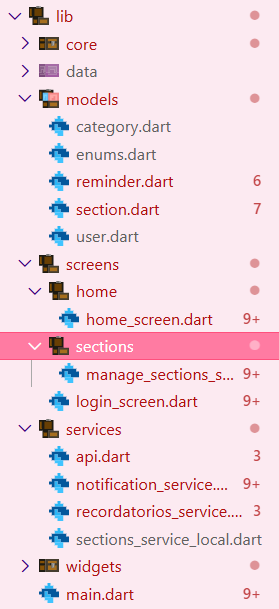 lib
core
data
models
category.dart
enums.dart
reminder.dart 6
section.dart 7
user.dart
screens
home
home_screen.dart 9+
sections
manage_sections_s... 9+
login_screen.dart 9+
services
api.dart 3
notification_service.... 9+
recordatorios_service.... 3
sections_service_local.dart
widgets
main.dart 9+